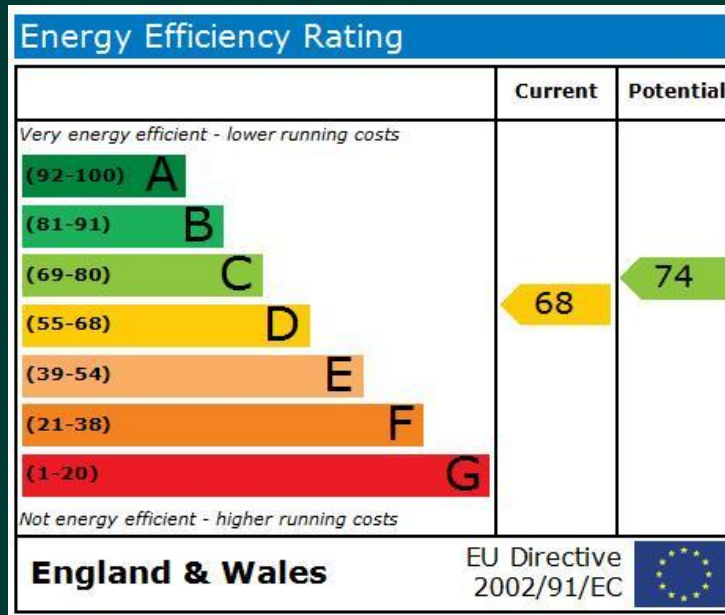 Energy Efficiency Rating
Current Potential
Very energy efficient - lower running costs
(92-100) A
(81-91) B
(69-80) C
74
(55-68) D
68
(39-54) E
(21-38) F
(1-20) G
Not energy efficient - higher running costs
England & Wales
EU Directive
2002/91/EC